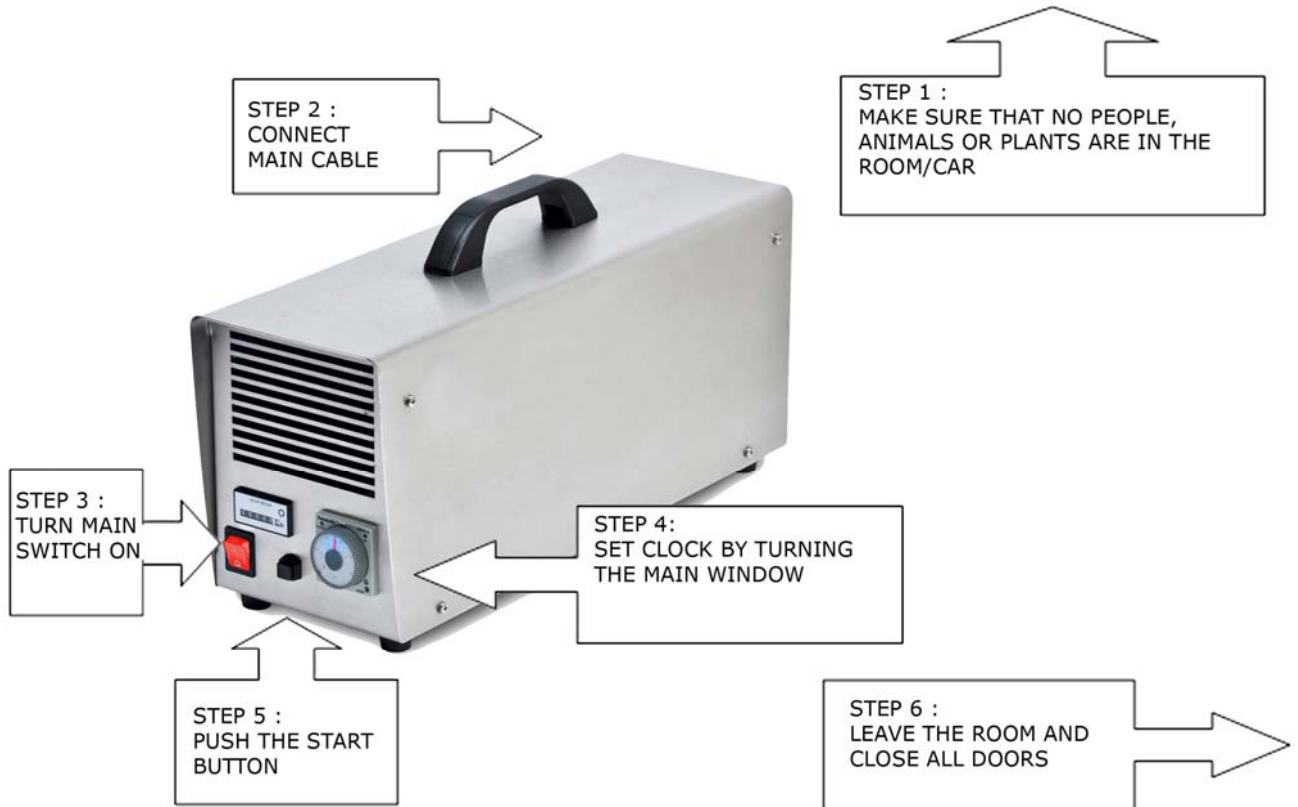 STEP 1 :
MAKE SURE THAT NO PEOPLE,
ANIMALS OR PLANTS ARE IN THE
ROOM/CAR
STEP 2 :
CONNECT
MAIN CABLE
STEP 3 :
TURN MAIN
SWITCH ON
STEP 4:
SET CLOCK BY TURNING
THE MAIN WINDOW
STEP 5 :
PUSH THE START
BUTTON
STEP 6 :
LEAVE THE ROOM AND
CLOSE ALL DOORS